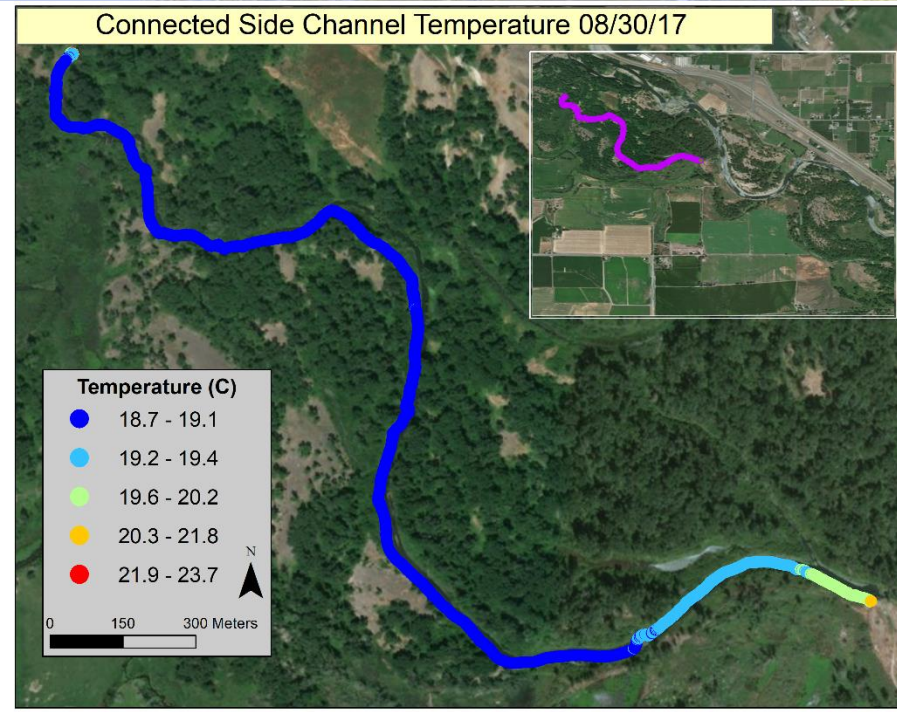 Connected Side Channel Temperature 08/30/17
Temperature (C)
18.7 - 19.1
19.2 - 19.4
19.6 - 20.2
20.3 - 21.8
21.9 - 23.7
N
0 150 300 Meters